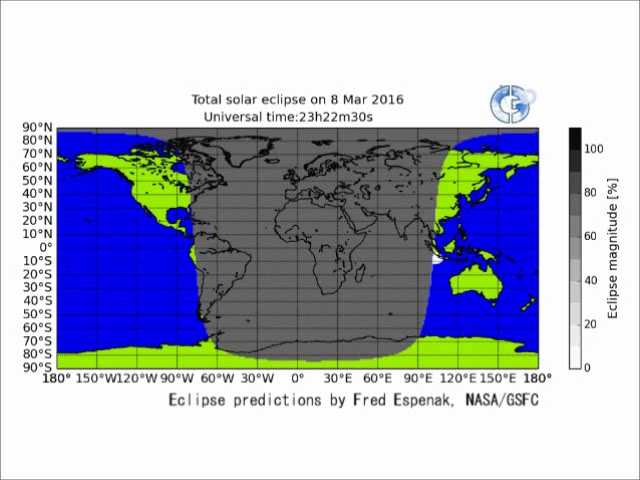 Total solar eclipse on 8 Mar 2016
Universal time:23h22m30s
90°N
80°N
70°N
60°N
50°N
40°N
30°N
20°N
10°N
0°
10°S
20°S
30°S
40°S
50°S
60°S
70°S
80°S
90°S
180° 150°W 120°W 90°W 60°W 30°W 0° 30°E 60°E 90°E 120°E 150°E 180°
100
80
60
40
20
0
Eclipse magnitude [%]
Eclipse predictions by Fred Espenak, NASA/GSFC